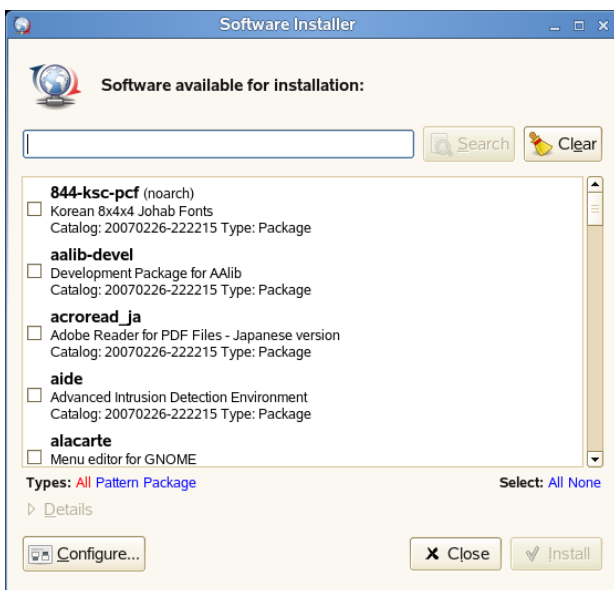 Software Installer
Software available for installation:
Search
Clear
844-ksc-pcf (noarch)
Korean 8x4x4 Johab Fonts
Catalog: 20070226-222215 Type: Package
aalib-devel
Development Package for AAlib
Catalog: 20070226-222215 Type: Package
acroread_ja
Adobe Reader for PDF Files - Japanese version
Catalog: 20070226-222215 Type: Package
aide
Advanced Intrusion Detection Environment
Catalog: 20070226-222215 Type: Package
alacarte
Menu editor for GNOME
Types: All Pattern Package
Select: All None
Details
Configure...
Close
Install